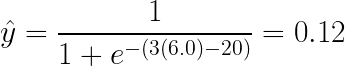 ŷ = 1 / (1 + e^{-(3(6.0)-20)}) = 0.12